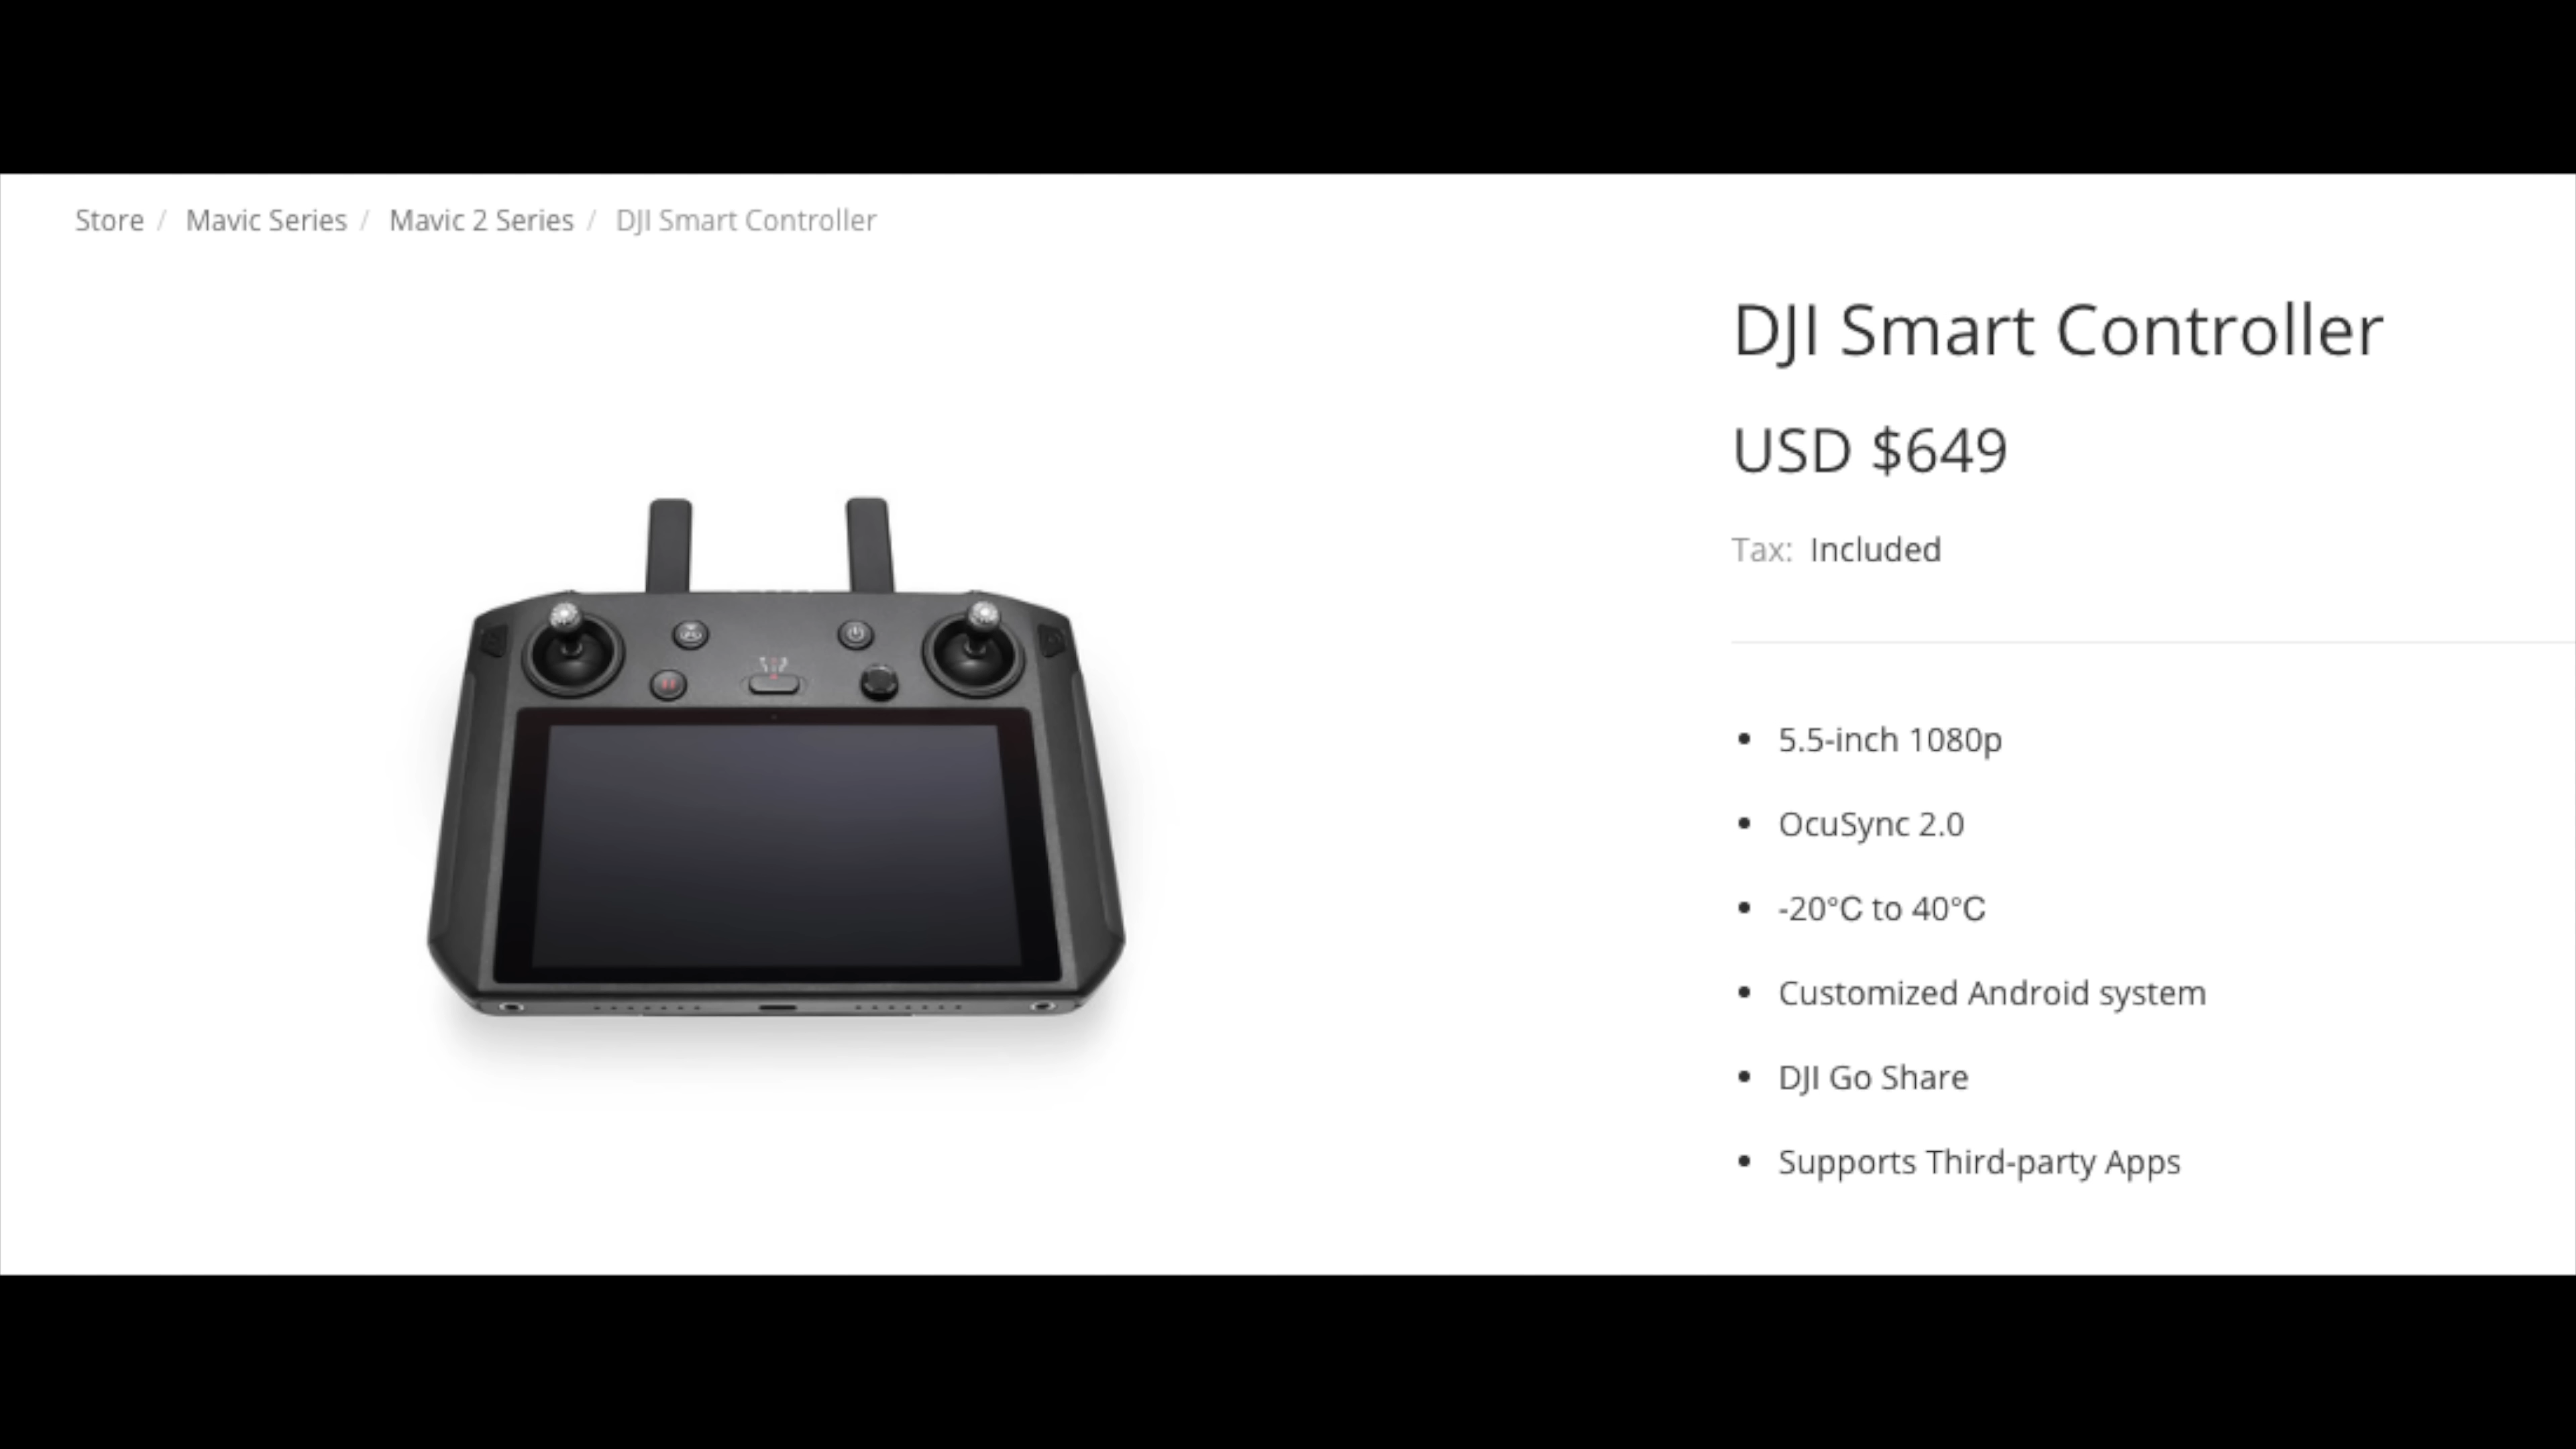 Store / Mavic Series / Mavic 2 Series / DJI Smart Controller
DJI Smart Controller
USD $649
Tax: Included
5.5-inch 1080p
OcuSync 2.0
-20°C to 40°C
Customized Android system
DJI Go Share
Supports Third-party Apps